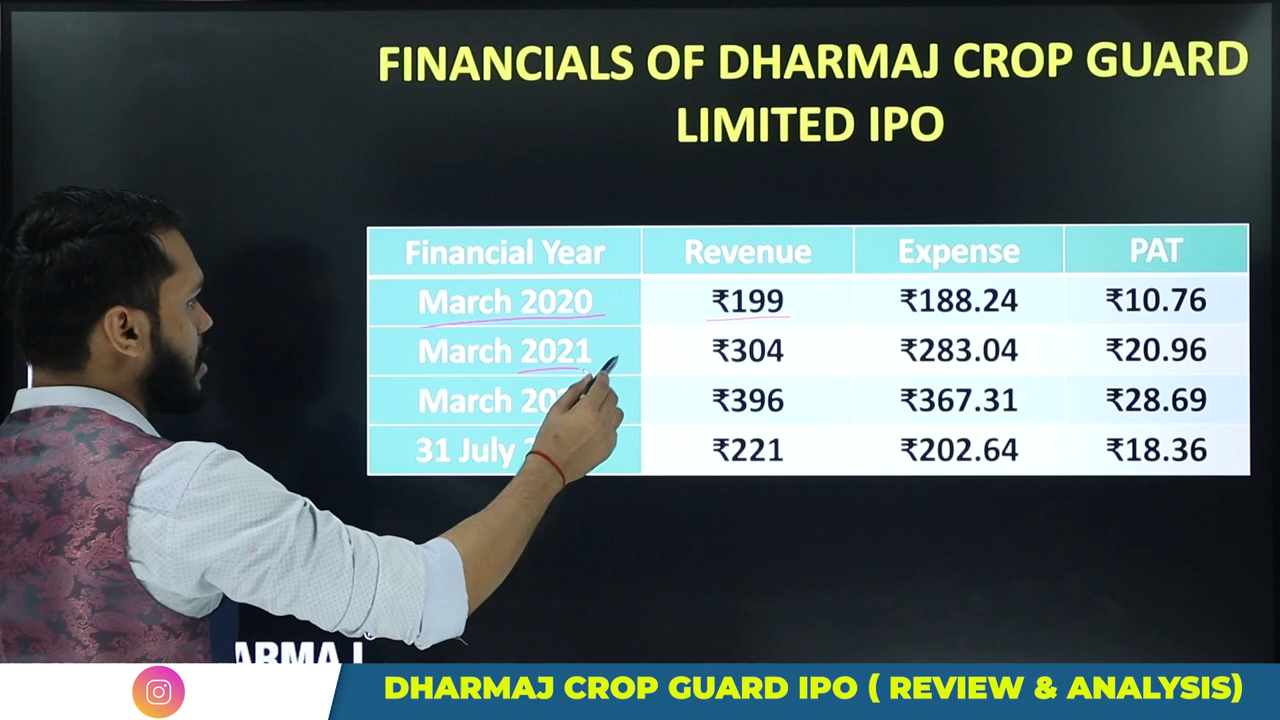 FINANCIALS OF DHARMAJ CROP GUARD
LIMITED IPO
Financial Year Revenue Expense PAT
March 2020 ₹199 ₹188.24 ₹10.76
March 2021 ₹304 ₹283.04 ₹20.96
March ₹396 ₹367.31 ₹28.69
31 July ₹221 ₹202.64 ₹18.36
DHARMAJ CROP GUARD IPO ( REVIEW & ANALYSIS)